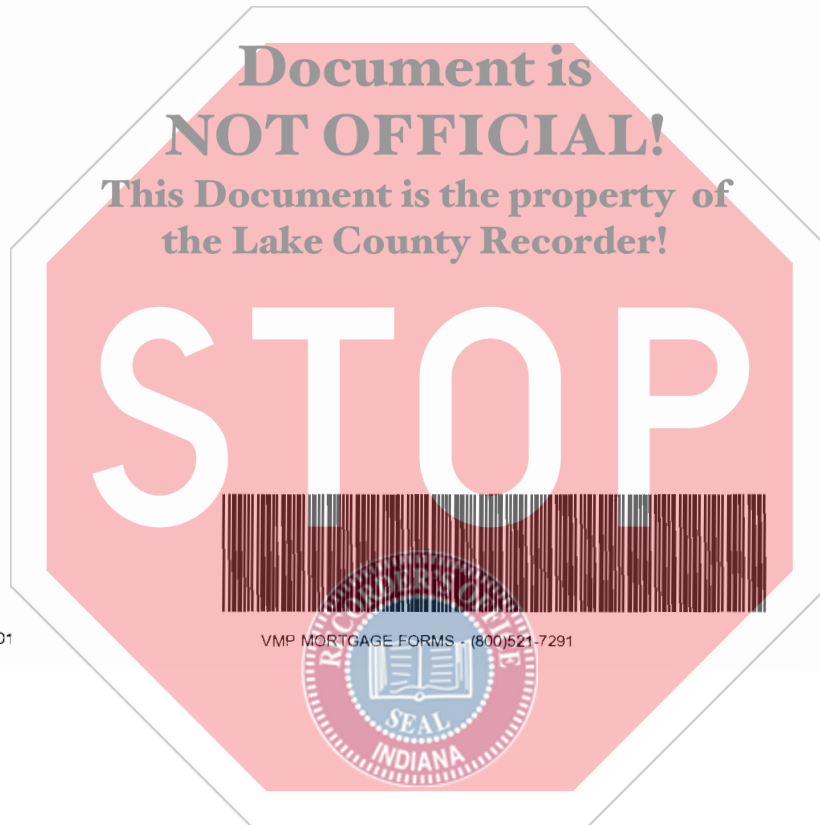 Document is
NOT OFFICIAL!
This Document is the property of
the Lake County Recorder!
STOP
01
VMP MORTGAGE FORMS - (800)521-7291
RECORDER'S OFFICE
SEAL
INDIANA